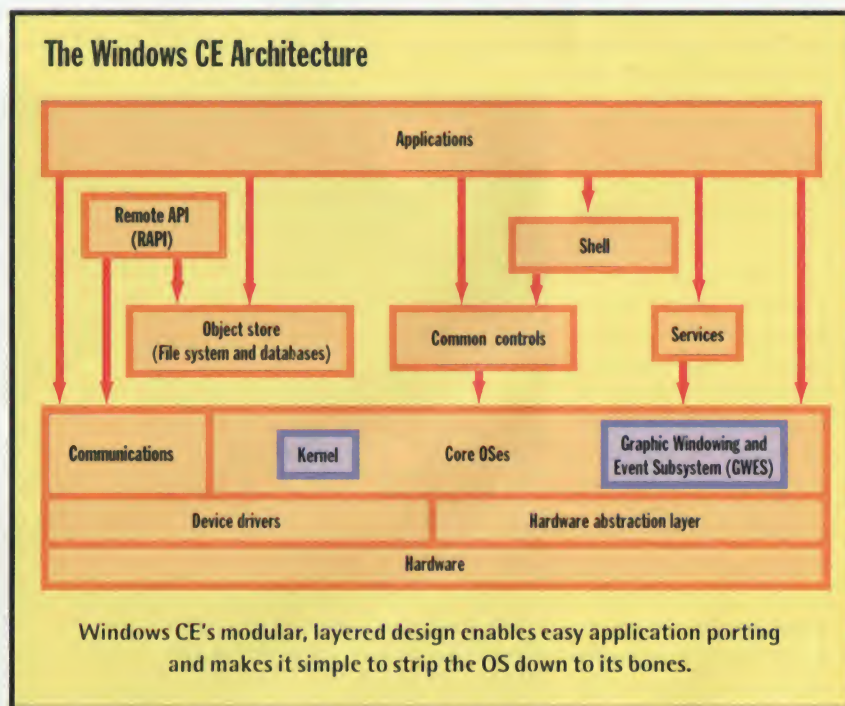 The Windows CE Architecture
Applications
Remote API
(RAPI)
Shell
Object store
(File system and databases)
Common controls
Services
Communications
Kernel
Core OSes
Graphic Windowing and
Event Subsystem (GWES)
Device drivers
Hardware abstraction layer
Hardware
Windows CE's modular, layered design enables easy application porting
and makes it simple to strip the OS down to its bones.